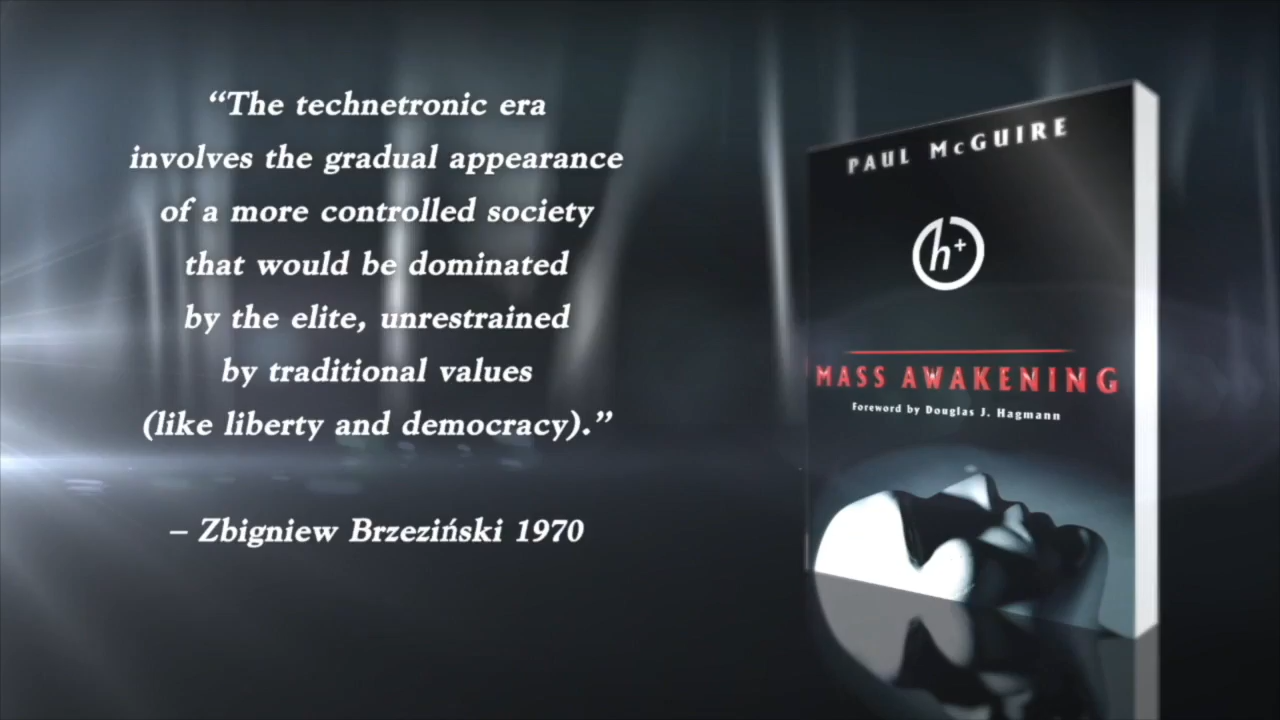 “The technetronic era
involves the gradual appearance
of a more controlled society
that would be dominated
by the elite, unrestrained
by traditional values
(like liberty and democracy).”
– Zbigniew Brzeziński 1970
PAUL McGUIRE
h+
MASS AWAKENING
Foreword by Douglas J. Hagmann